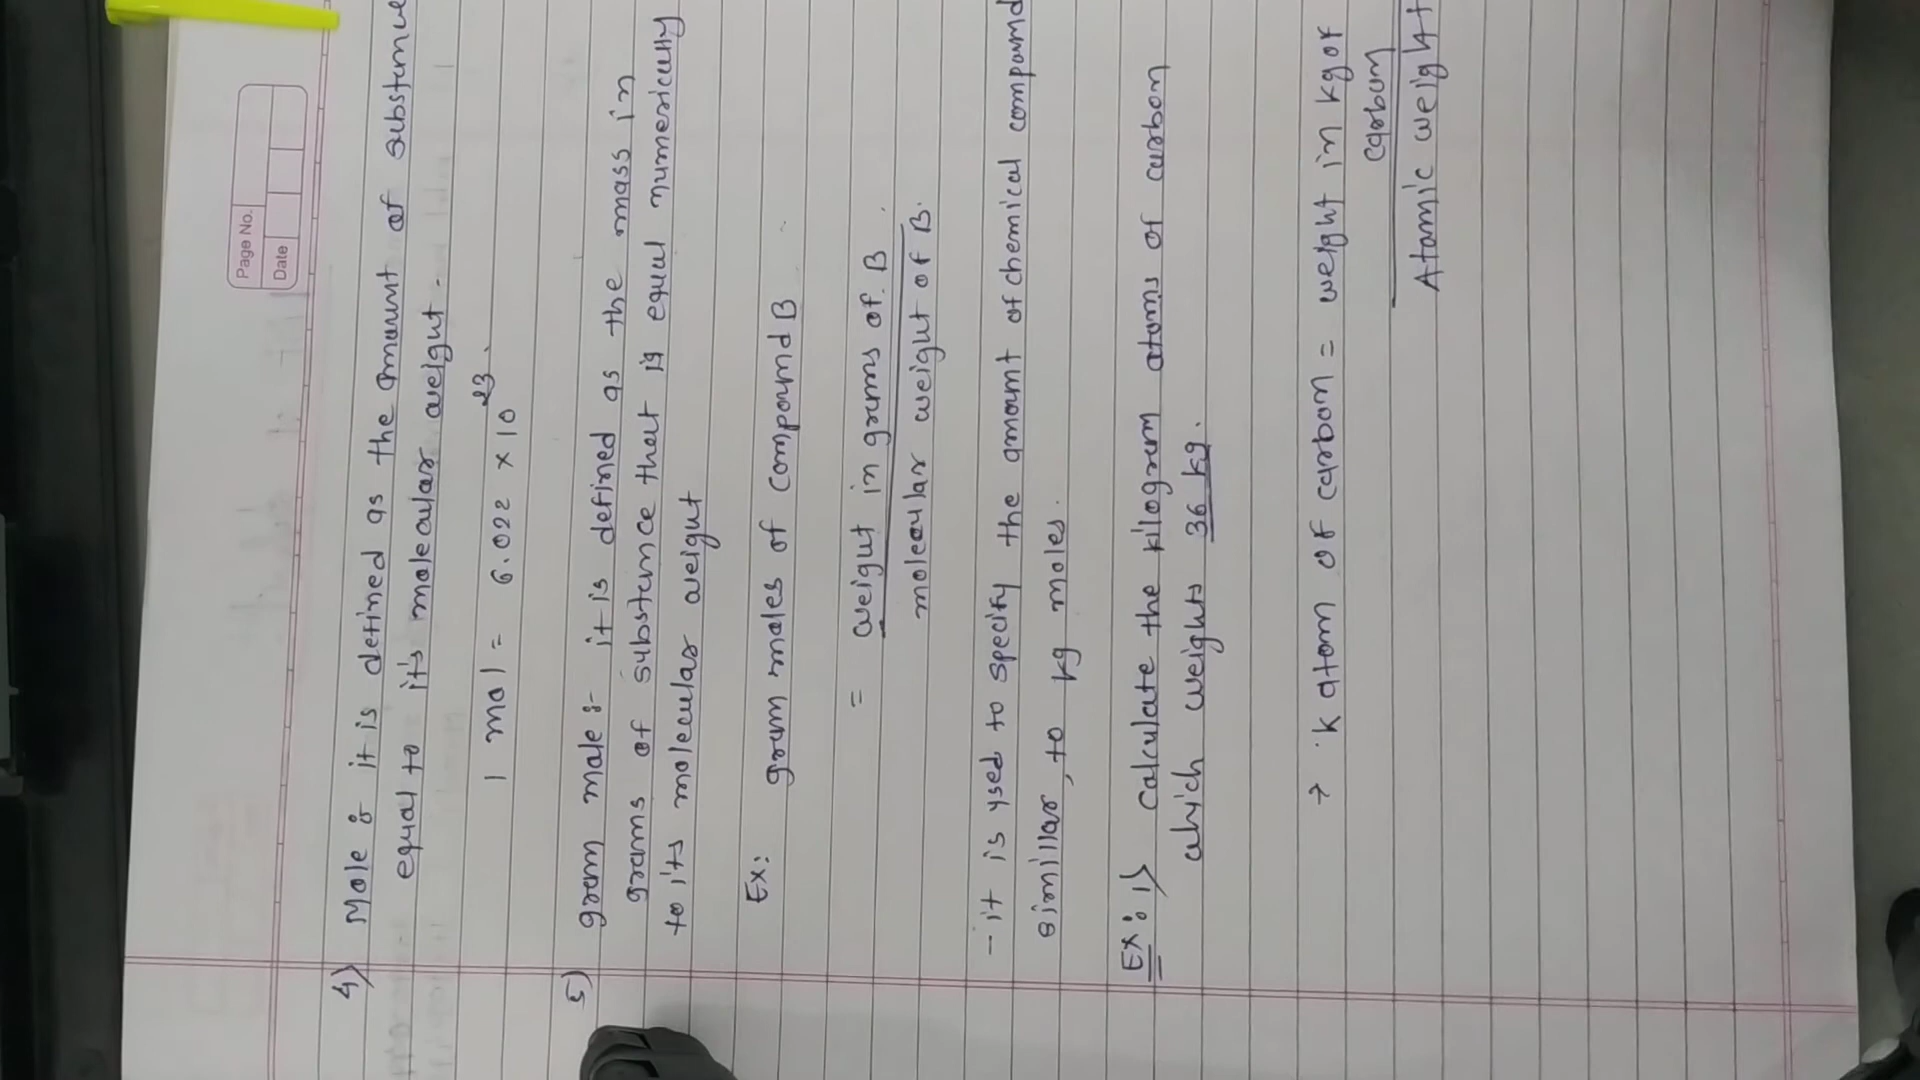 Page No.
Date
4) Mole : it is defined as the amount of substance
equal to it's molecular weight.
1 mol = 6.022 × 10²³.
5) gram mole :- it is defined as the mass in
grams of substance that is equal numerically
to its molecular weight
Ex: gram moles of compound B
= weight in grams of B.
molecular weight of B.
- it is used to specify the amount of chemical compound
similar, to kg moles.
Ex: 1) calculate the kilogram atoms of carbon
which weights 36 kg.
→ k atom of carbon = weight in kg of
carbon
Atomic weight